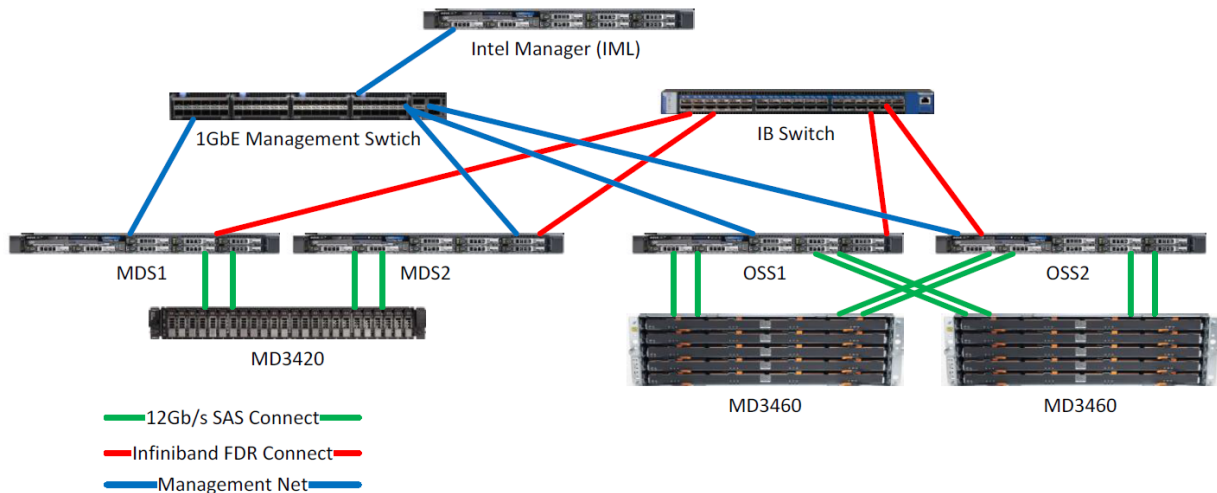 Intel Manager (IML)
1GbE Management Swtich
IB Switch
MDS1
MDS2
OSS1
OSS2
MD3420
MD3460
MD3460
12Gb/s SAS Connect
Infiniband FDR Connect
Management Net